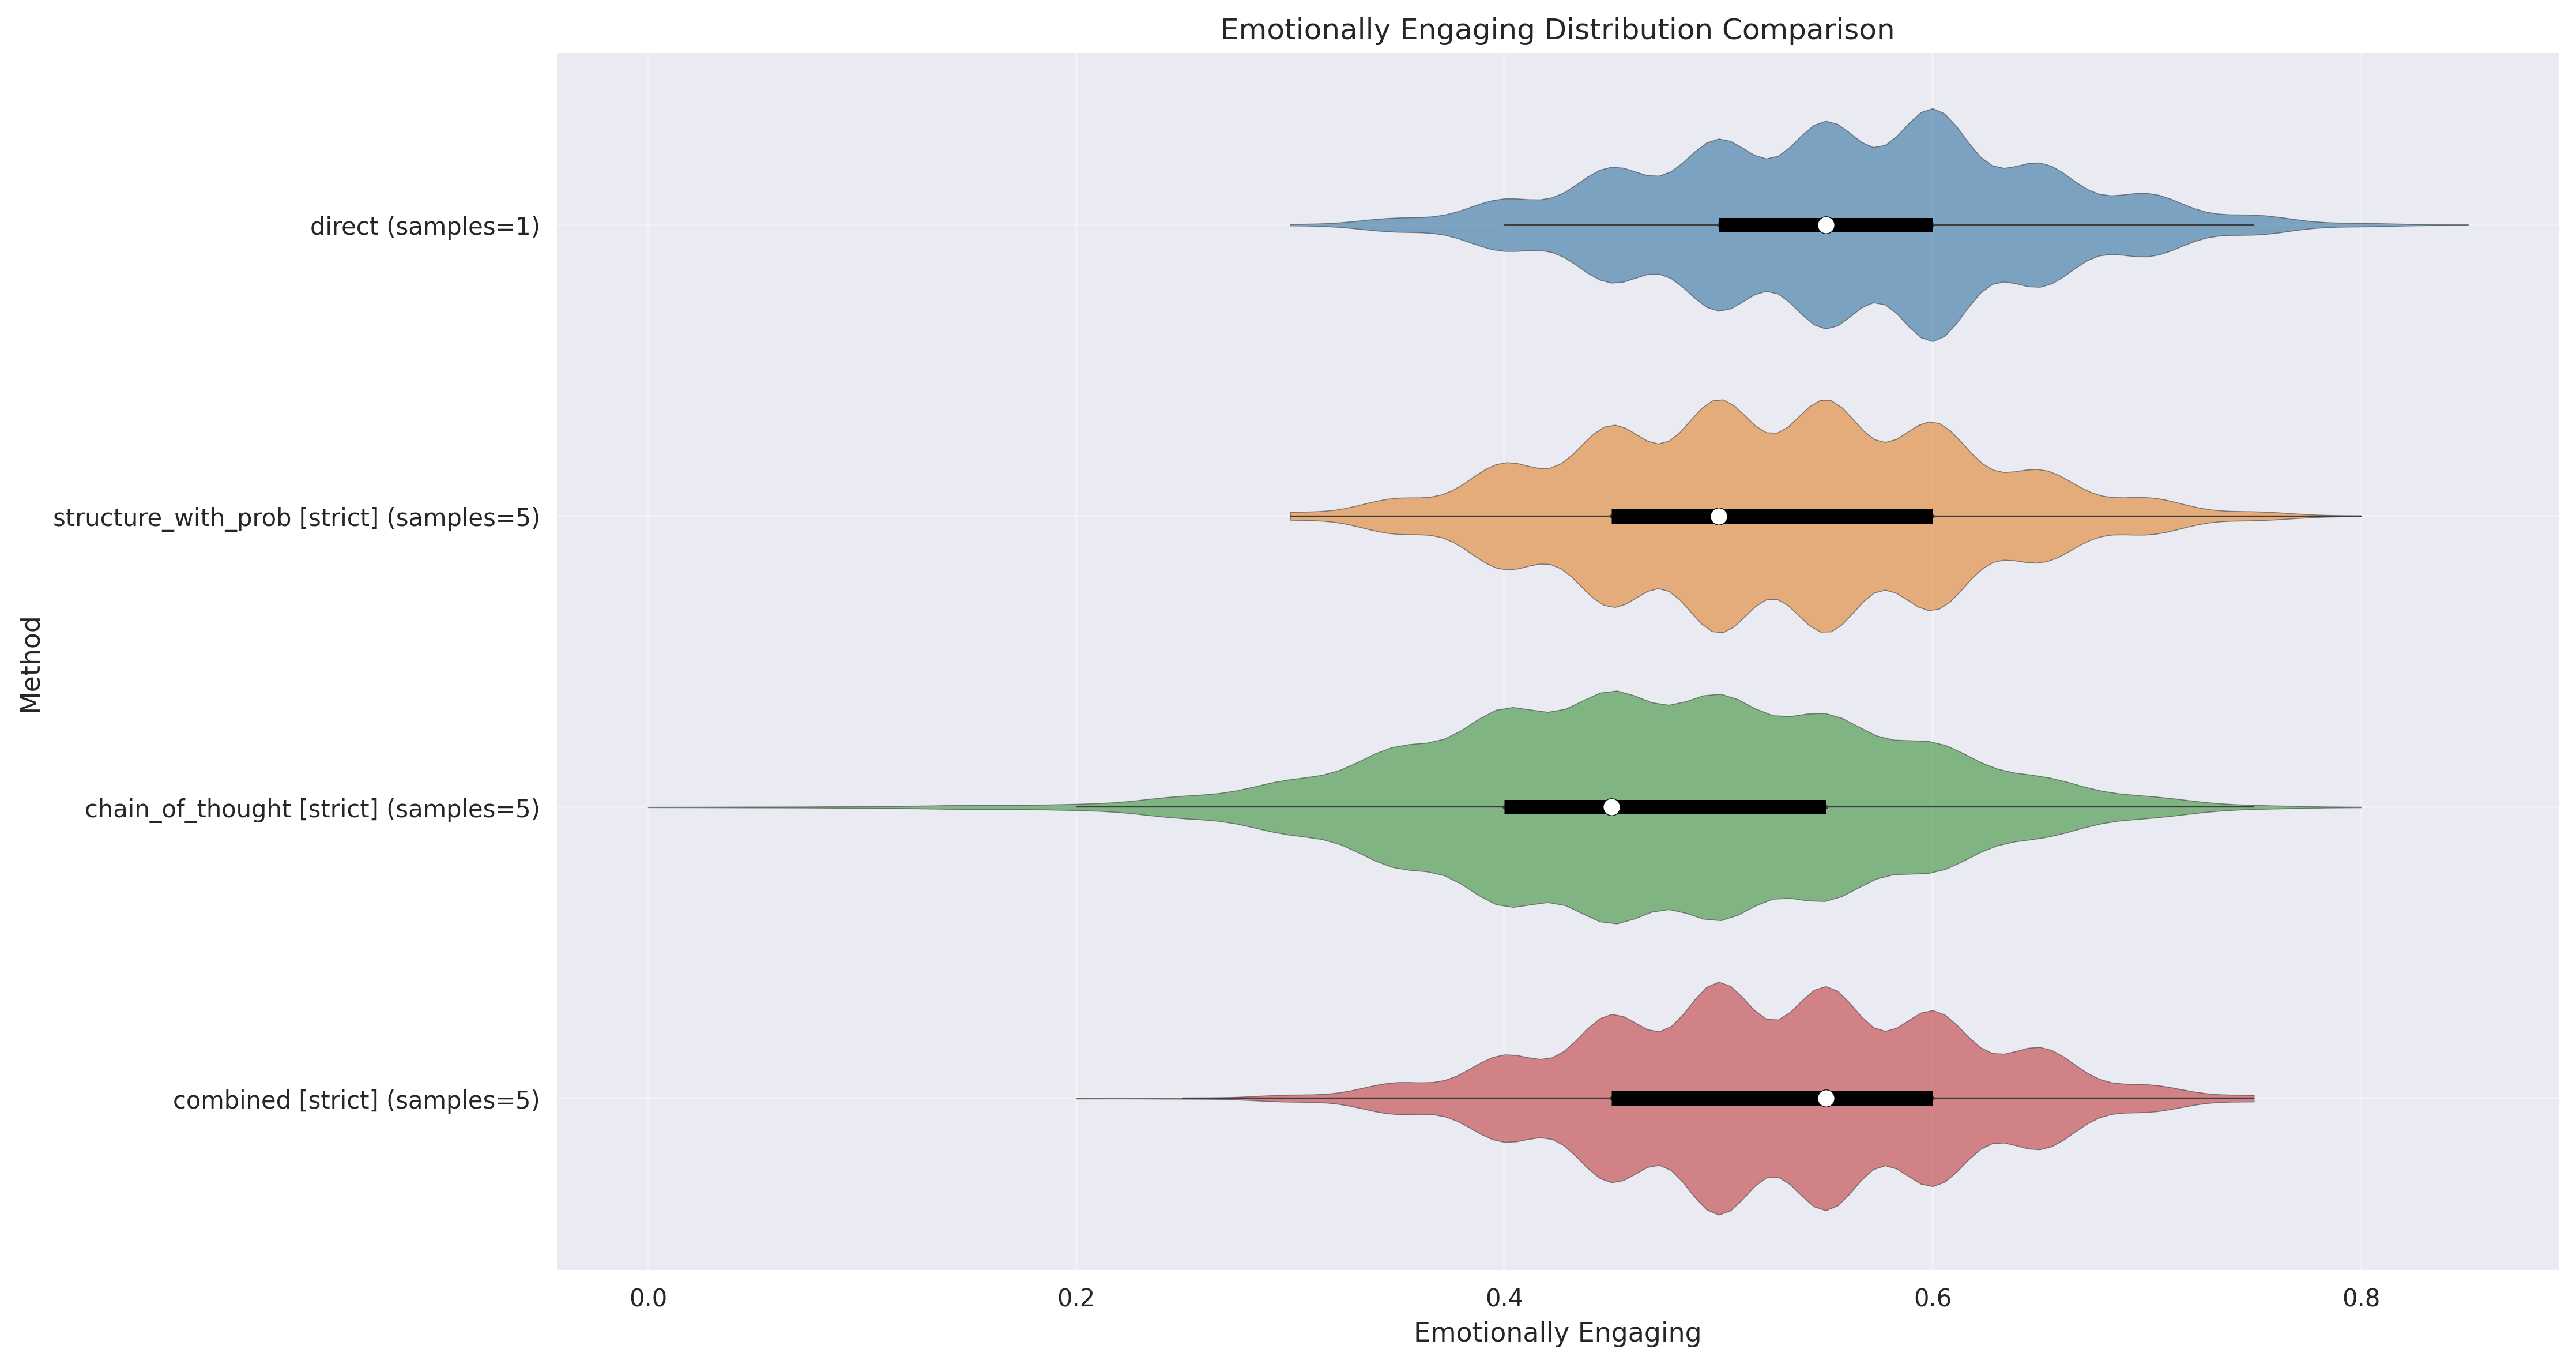 Emotionally Engaging Distribution Comparison
Method
direct (samples=1)
structure_with_prob [strict] (samples=5)
chain_of_thought [strict] (samples=5)
combined [strict] (samples=5)
0.0 0.2 0.4 0.6 0.8
Emotionally Engaging